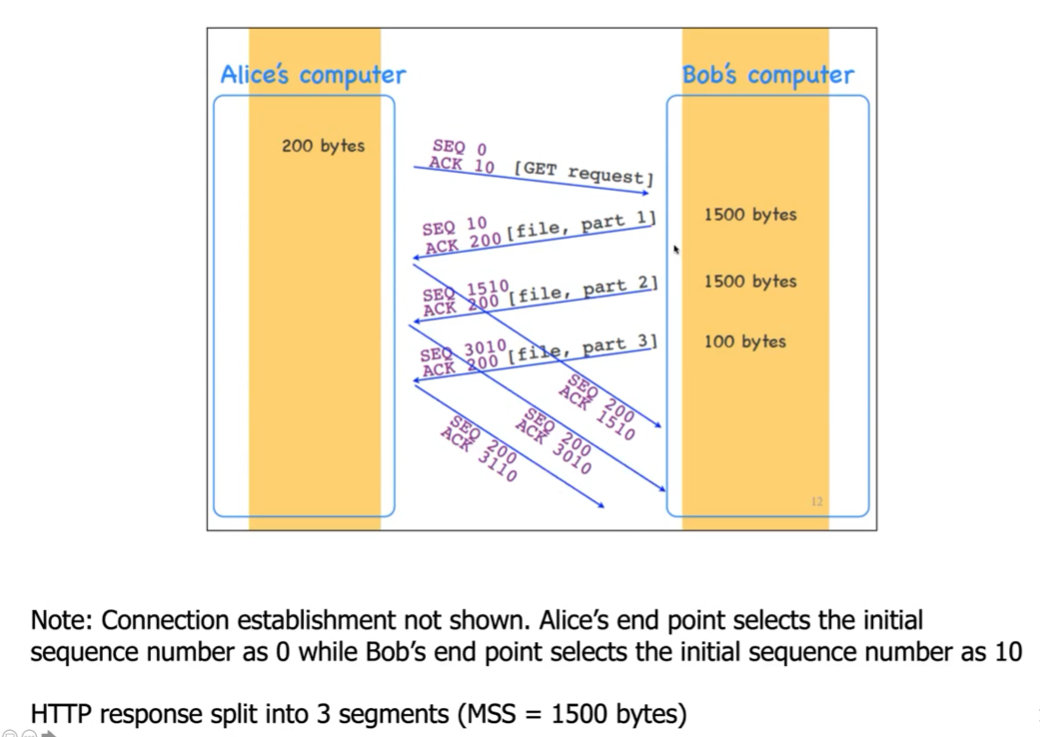 Alice's computer
Bob's computer
200 bytes
SEQ 0
ACK 10 [GET request]
SEQ 10
ACK 200 [file, part 1]
1500 bytes
SEQ 1510
ACK 200 [file, part 2]
1500 bytes
SEQ 3010
ACK 200 [file, part 3]
100 bytes
SEQ 200
ACK 1510
SEQ 200
ACK 3010
SEQ 200
ACK 3110
12
Note: Connection establishment not shown. Alice's end point selects the initial
sequence number as 0 while Bob's end point selects the initial sequence number as 10
HTTP response split into 3 segments (MSS = 1500 bytes)